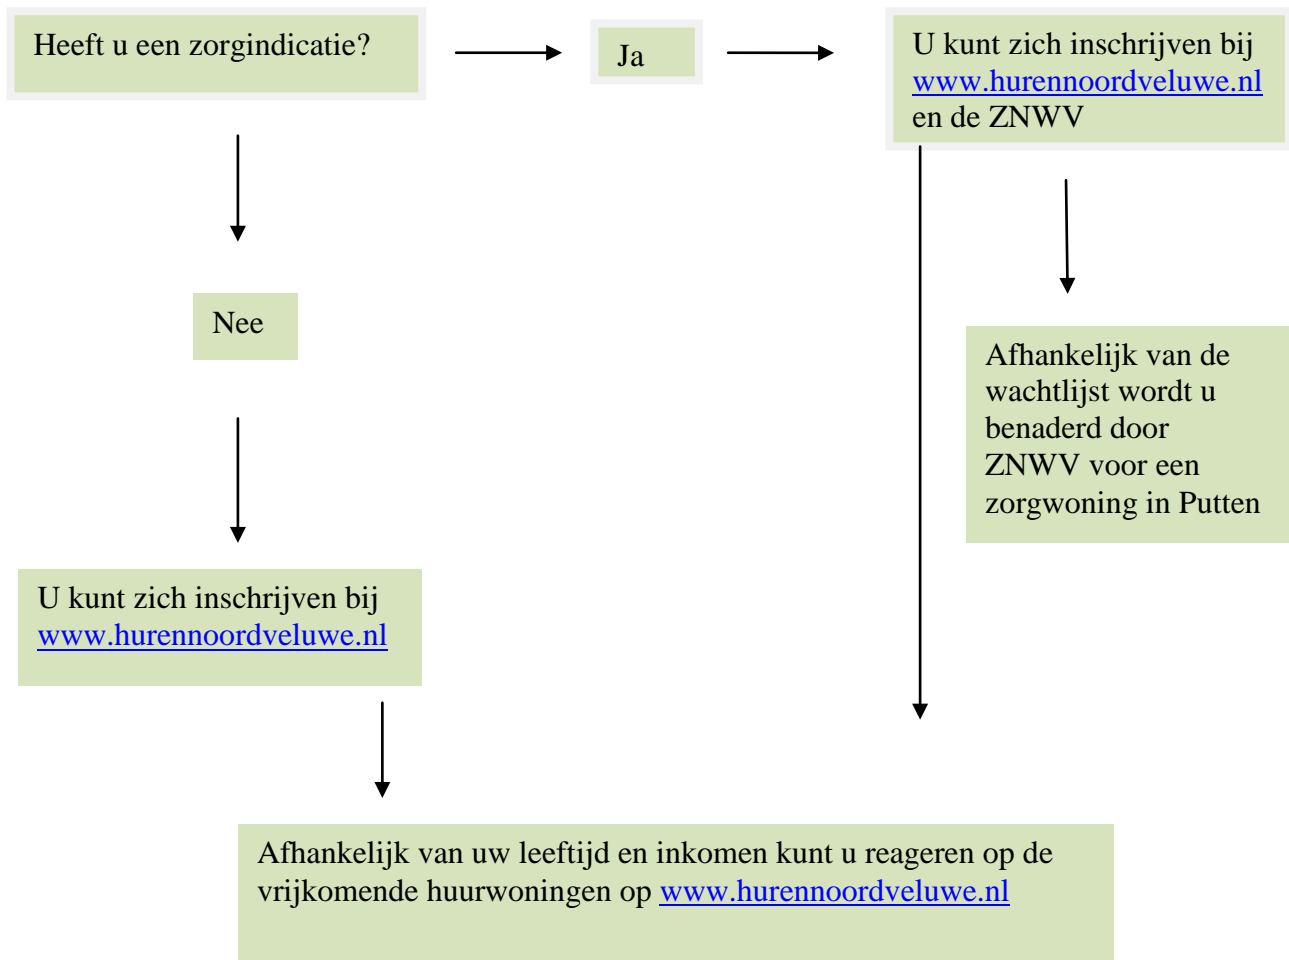 Heeft u een zorgindicatie?
Ja
U kunt zich inschrijven bij
www.hurennoordveluwe.nl
en de ZNWV
Nee
Afhankelijk van de
wachtlijst wordt u
benaderd door
ZNWV voor een
zorgwoning in Putten
U kunt zich inschrijven bij
www.hurennoordveluwe.nl
Afhankelijk van uw leeftijd en inkomen kunt u reageren op de
vrijkomende huurwoningen op www.hurennoordveluwe.nl